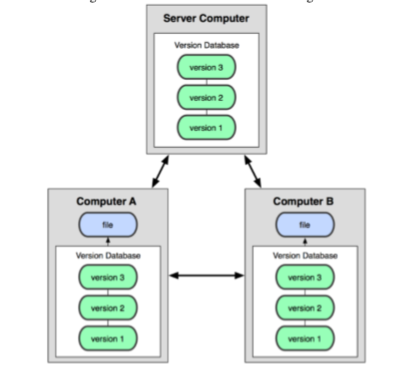 Server Computer
Version Database
version 3
version 2
version 1
Computer A
file
Version Database
version 3
version 2
version 1
Computer B
file
Version Database
version 3
version 2
version 1